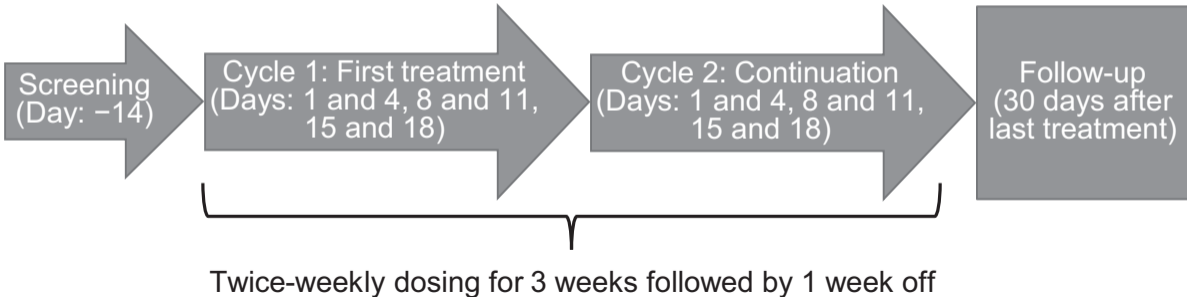 Screening
(Day: −14)
Cycle 1: First treatment
(Days: 1 and 4, 8 and 11,
15 and 18)
Cycle 2: Continuation
(Days: 1 and 4, 8 and 11,
15 and 18)
Follow-up
(30 days after
last treatment)
Twice-weekly dosing for 3 weeks followed by 1 week off